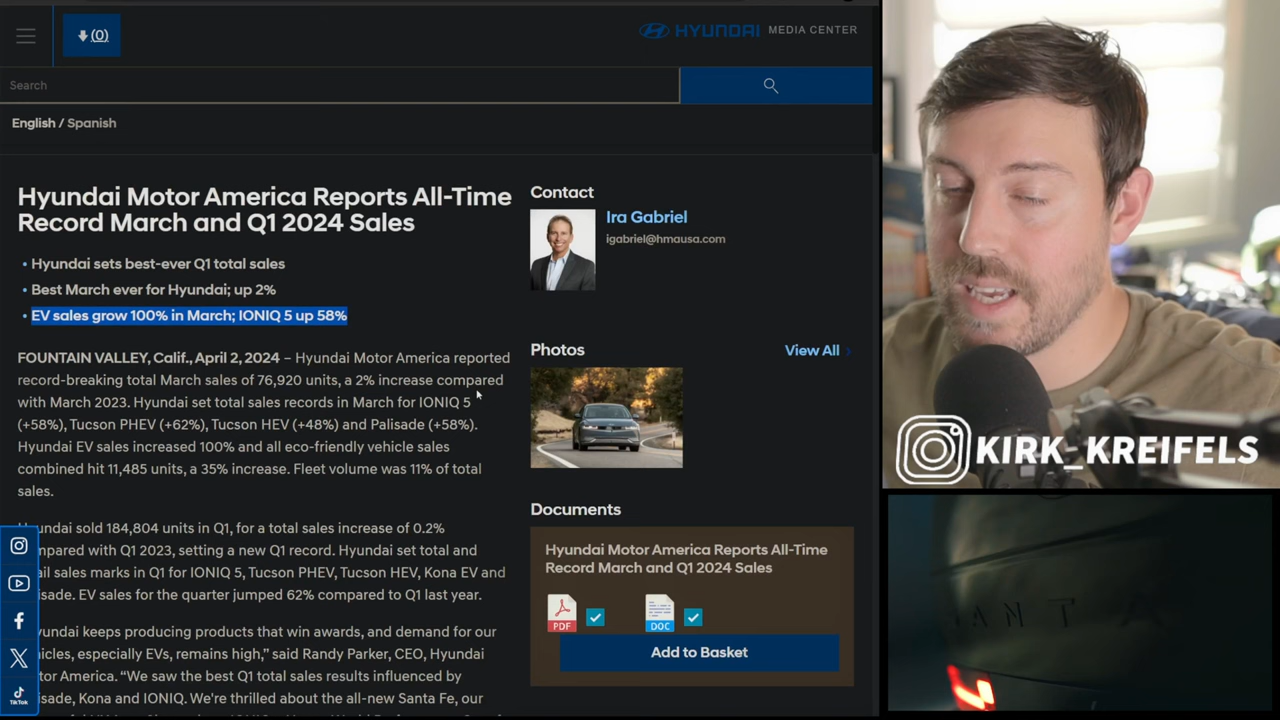 (0)
HYUNDAI MEDIA CENTER
Search
English / Spanish
Hyundai Motor America Reports All-Time
Record March and Q1 2024 Sales
• Hyundai sets best-ever Q1 total sales
• Best March ever for Hyundai; up 2%
• EV sales grow 100% in March; IONIQ 5 up 58%
FOUNTAIN VALLEY, Calif., April 2, 2024 – Hyundai Motor America reported
record-breaking total March sales of 76,920 units, a 2% increase compared
with March 2023. Hyundai set total sales records in March for IONIQ 5
(+58%), Tucson PHEV (+62%), Tucson HEV (+48%) and Palisade (+58%).
Hyundai EV sales increased 100% and all eco-friendly vehicle sales
combined hit 11,485 units, a 35% increase. Fleet volume was 11% of total
sales.
undai sold 184,804 units in Q1, for a total sales increase of 0.2%
mpared with Q1 2023, setting a new Q1 record. Hyundai set total and
ail sales marks in Q1 for IONIQ 5, Tucson PHEV, Tucson HEV, Kona EV and
isade. EV sales for the quarter jumped 62% compared to Q1 last year.
yundai keeps producing products that win awards, and demand for our
icles, especially EVs, remains high,” said Randy Parker, CEO, Hyundai
tor America. “We saw the best Q1 total sales results influenced by
isade, Kona and IONIQ. We're thrilled about the all-new Santa Fe, our
Contact
Ira Gabriel
igabriel@hmausa.com
Photos
View All
Documents
Hyundai Motor America Reports All-Time
Record March and Q1 2024 Sales
PDF
DOC
Add to Basket
TikTok
KIRK_KREIFELS